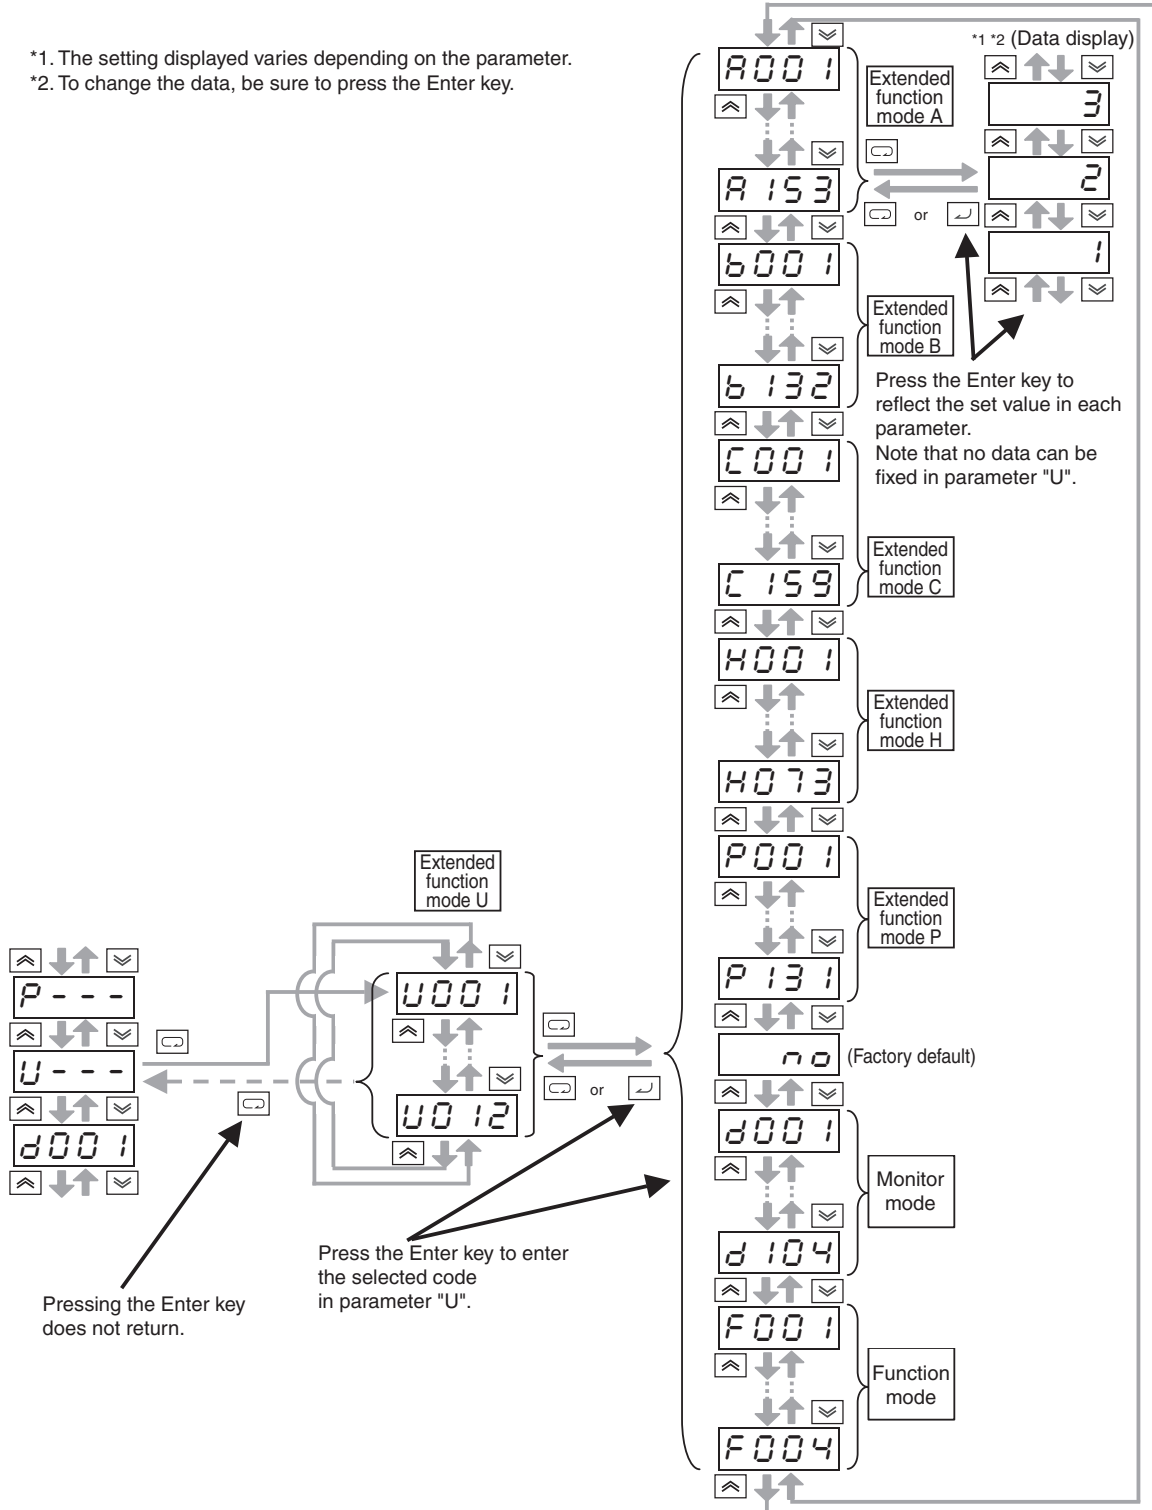 *1. The setting displayed varies depending on the parameter.
*2. To change the data, be sure to press the Enter key.
*1 *2 (Data display)
A001
Extended
function
mode A
3
A153
2
or
b001
1
Extended
function
mode B
b132
Press the Enter key to
reflect the set value in each
parameter.
Note that no data can be
fixed in parameter "U".
C001
Extended
function
mode C
C159
H001
Extended
function
mode H
H073
P001
Extended
function
mode P
P131
no
(Factory default)
d001
Monitor
mode
d104
F001
Function
mode
F004
Extended
function
mode U
P---
U---
d001
U001
U012
or
Press the Enter key to enter
the selected code
in parameter "U".
Pressing the Enter key
does not return.